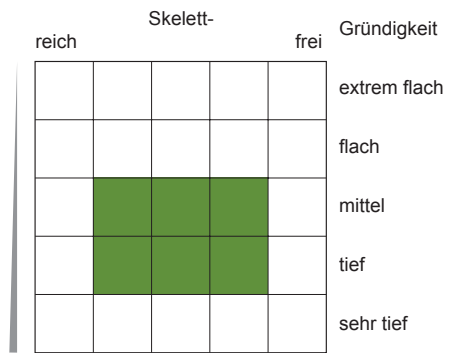 Skelett-
reich frei Gründigkeit
extrem flach
flach
mittel
tief
sehr tief